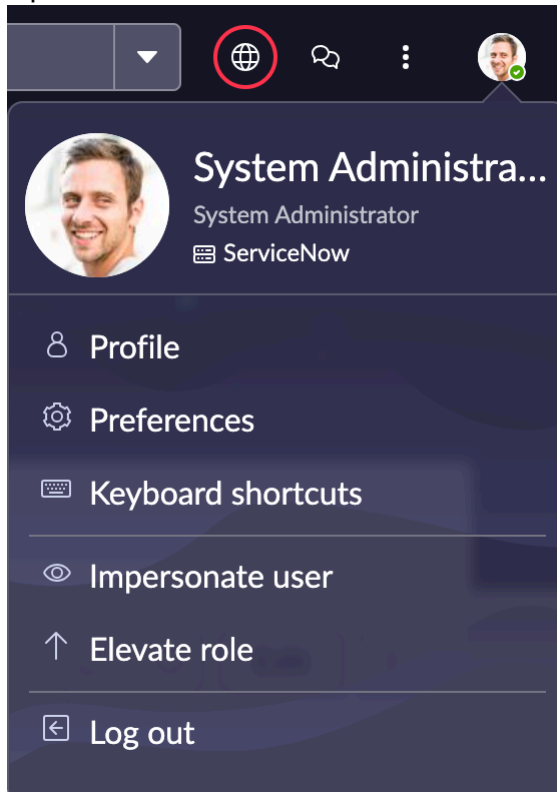 System Administra...
System Administrator
ServiceNow
Profile
Preferences
Keyboard shortcuts
Impersonate user
Elevate role
Log out